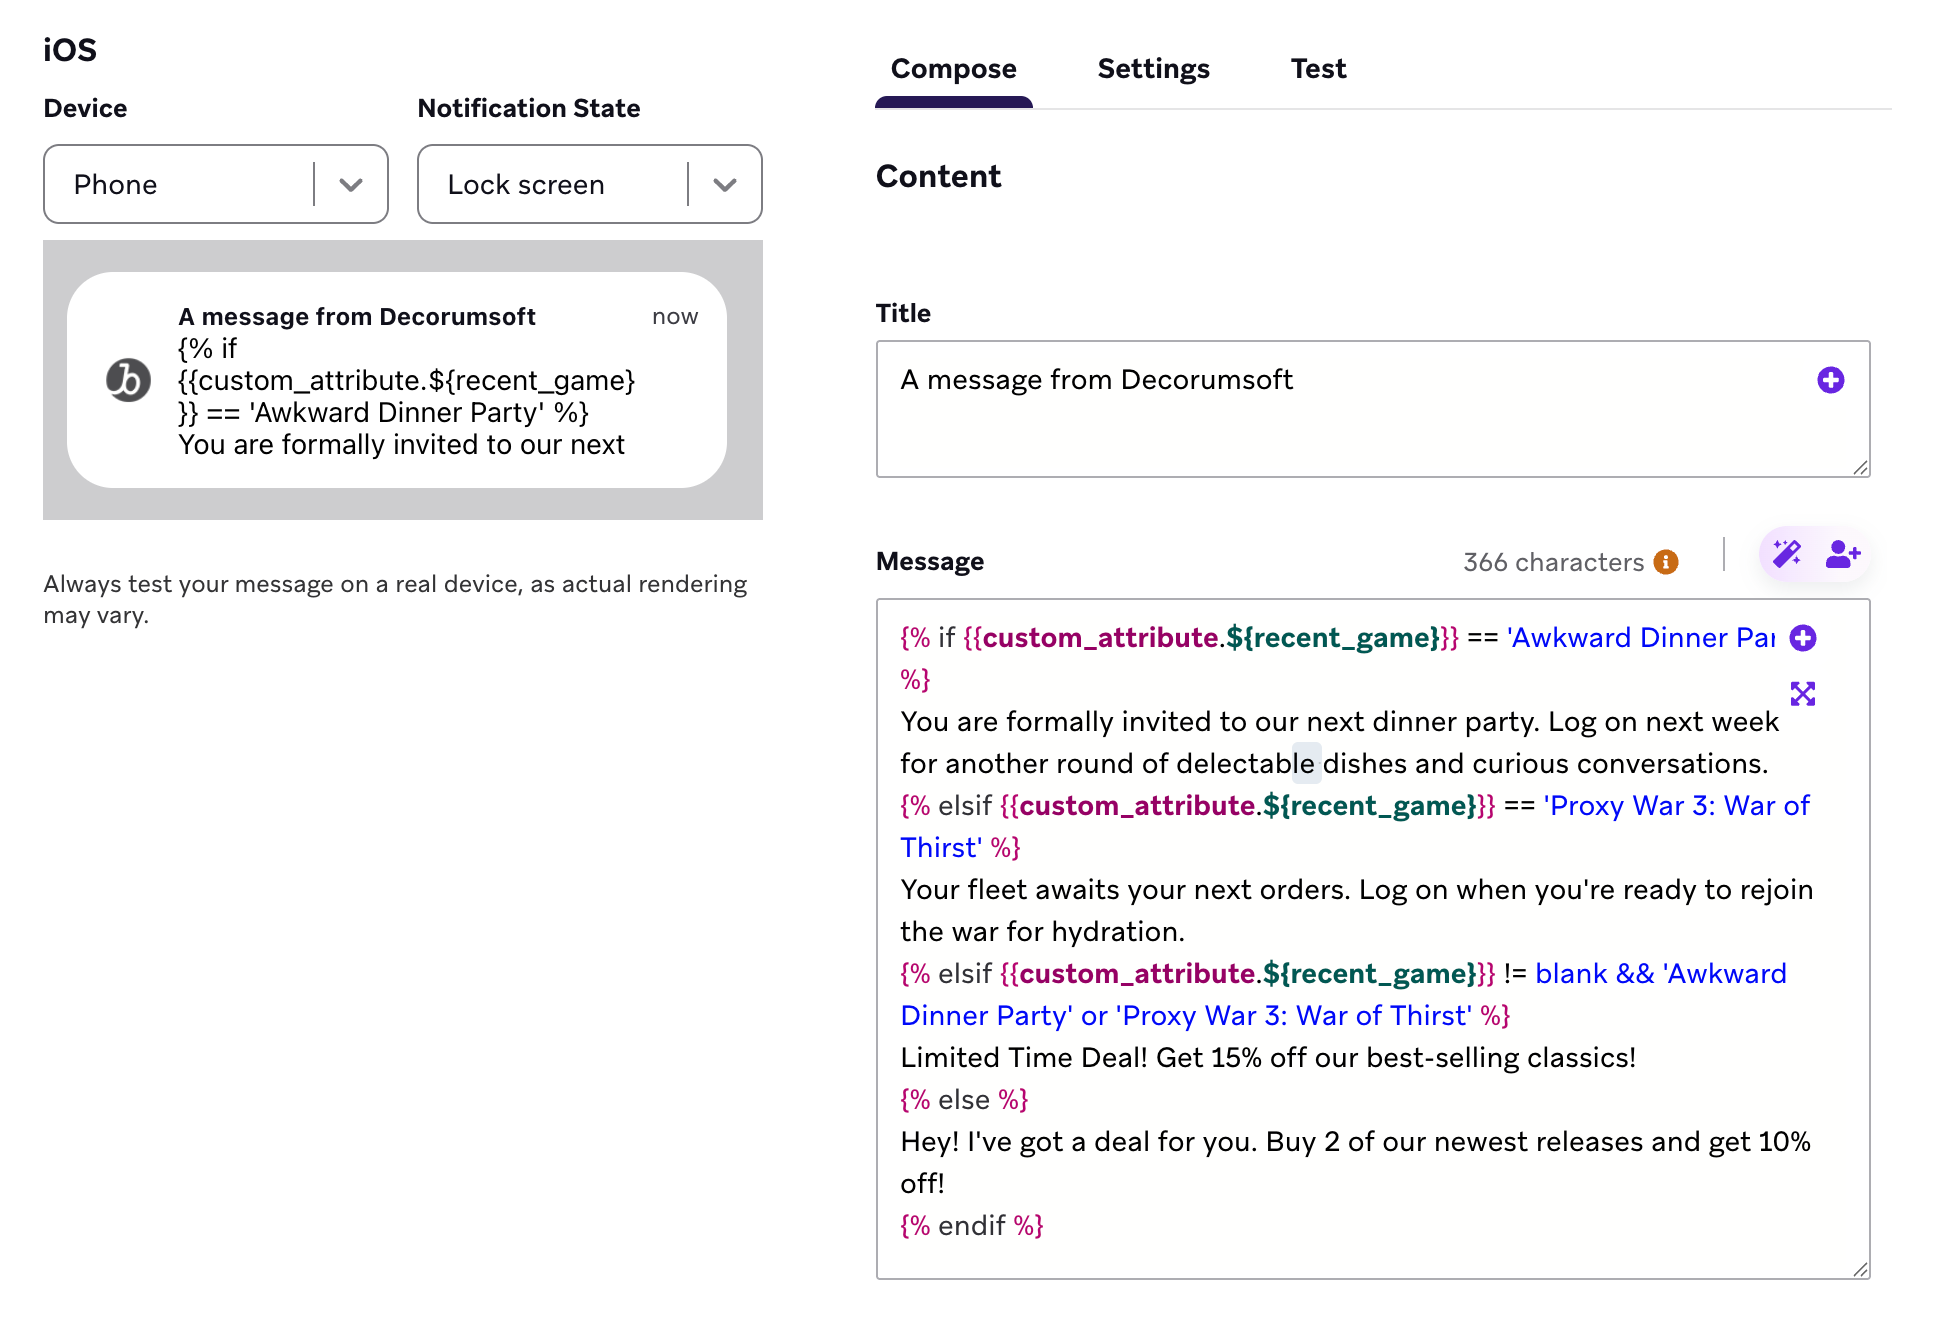 iOS
Device
Notification State
Phone
Lock screen
A message from Decorumsoft
now
{% if
{{custom_attribute.${recent_game}
}} == 'Awkward Dinner Party' %}
You are formally invited to our next
Always test your message on a real device, as actual rendering
may vary.
Compose
Settings
Test
Content
Title
A message from Decorumsoft
Message
366 characters
{% if {{custom_attribute.${recent_game}}} == 'Awkward Dinner Par
%}
You are formally invited to our next dinner party. Log on next week
for another round of delectable dishes and curious conversations.
{% elsif {{custom_attribute.${recent_game}}} == 'Proxy War 3: War of
Thirst' %}
Your fleet awaits your next orders. Log on when you're ready to rejoin
the war for hydration.
{% elsif {{custom_attribute.${recent_game}}} != blank && 'Awkward
Dinner Party' or 'Proxy War 3: War of Thirst' %}
Limited Time Deal! Get 15% off our best-selling classics!
{% else %}
Hey! I've got a deal for you. Buy 2 of our newest releases and get 10%
off!
{% endif %}